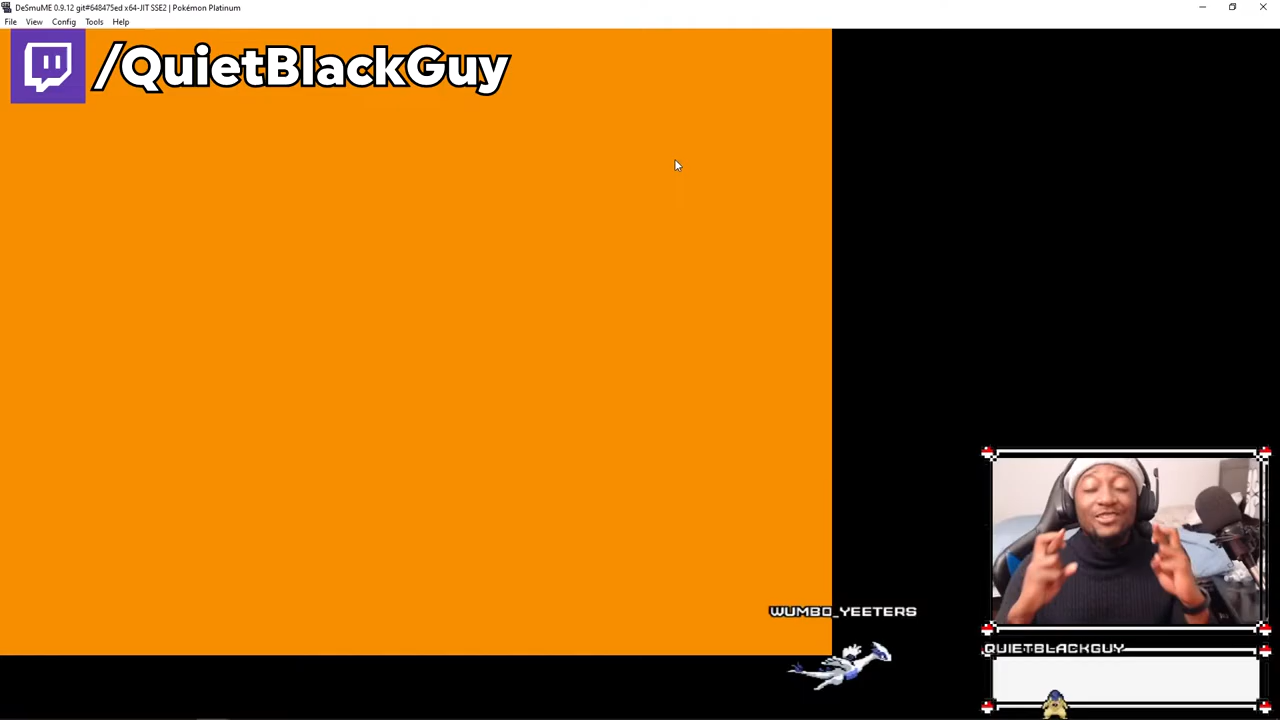 DeSmuME 0.9.12 git#648475ed x64-JIT SSE2 | Pokémon Platinum
File View Config Tools Help
/QuietBlackGuy
WUMBO_YEETERS
QUIETBLACKGUY